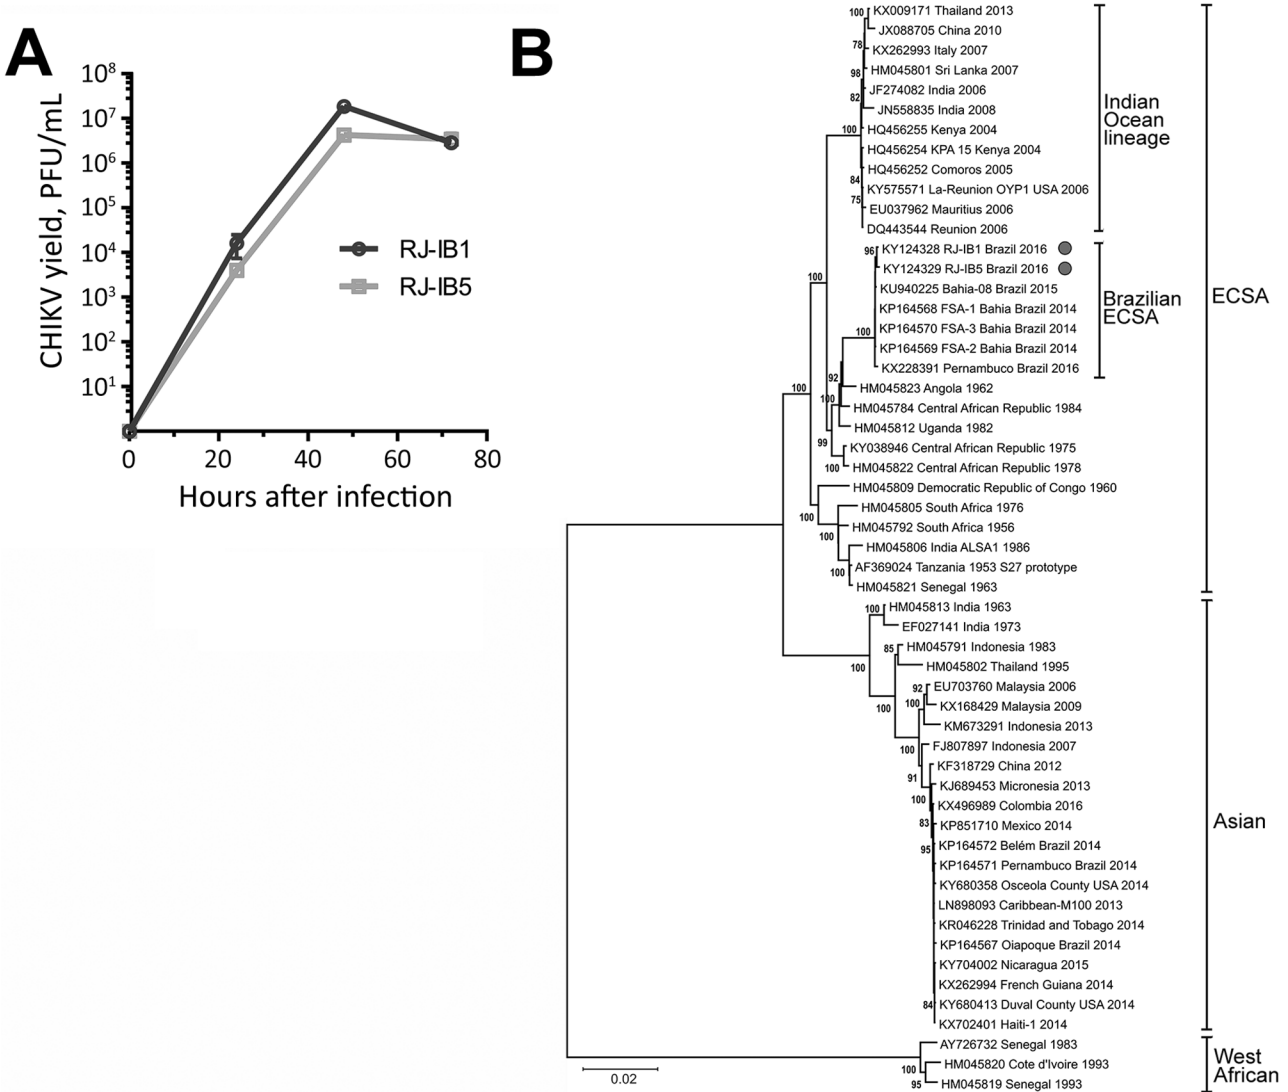 A
10⁸
10⁷
10⁶
10⁵
10⁴
10³
10²
10¹
CHIKV yield, PFU/mL
RJ-IB1
RJ-IB5
0
20
40
60
80
Hours after infection
B
100 KX009171 Thailand 2013
JX088705 China 2010
78 KX262993 Italy 2007
98 HM045801 Sri Lanka 2007
82 JF274082 India 2006
JN558835 India 2008
100 HQ456255 Kenya 2004
HQ456254 KPA 15 Kenya 2004
HQ456252 Comoros 2005
84 KY575571 La-Reunion OYP1 USA 2006
75 EU037962 Mauritius 2006
DQ443544 Reunion 2006
Indian
Ocean
lineage
96 KY124328 RJ-IB1 Brazil 2016
KY124329 RJ-IB5 Brazil 2016
100 KU940225 Bahia-08 Brazil 2015
KP164568 FSA-1 Bahia Brazil 2014
100 KP164570 FSA-3 Bahia Brazil 2014
KP164569 FSA-2 Bahia Brazil 2014
KX228391 Pernambuco Brazil 2016
Brazilian
ECSA
ECSA
92
100 HM045823 Angola 1962
100 HM045784 Central African Republic 1984
HM045812 Uganda 1982
99 KY038946 Central African Republic 1975
100 HM045822 Central African Republic 1978
HM045809 Democratic Republic of Congo 1960
100 HM045805 South Africa 1976
100 HM045792 South Africa 1956
HM045806 India ALSA1 1986
100 AF369024 Tanzania 1953 S27 prototype
HM045821 Senegal 1963
100 HM045813 India 1963
EF027141 India 1973
85 HM045791 Indonesia 1983
100 HM045802 Thailand 1995
92 EU703760 Malaysia 2006
100 100 KX168429 Malaysia 2009
KM673291 Indonesia 2013
100 FJ807897 Indonesia 2007
KF318729 China 2012
91 KJ689453 Micronesia 2013
100 KX496989 Colombia 2016
83 KP851710 Mexico 2014
95 KP164572 Belém Brazil 2014
KP164571 Pernambuco Brazil 2014
KY680358 Osceola County USA 2014
LN898093 Caribbean-M100 2013
KR046228 Trinidad and Tobago 2014
KP164567 Oiapoque Brazil 2014
KY704002 Nicaragua 2015
KX262994 French Guiana 2014
84 KY680413 Duval County USA 2014
KX702401 Haiti-1 2014
Asian
AY726732 Senegal 1983
100 HM045820 Cote d'Ivoire 1993
95 HM045819 Senegal 1993
West
African
0.02